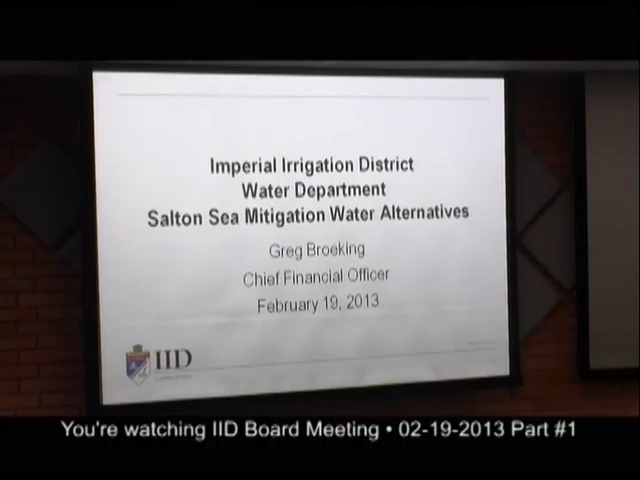 Imperial Irrigation District
Water Department
Salton Sea Mitigation Water Alternatives
Greg Broeking
Chief Financial Officer
February 19, 2013
IID
You're watching IID Board Meeting • 02-19-2013 Part #1